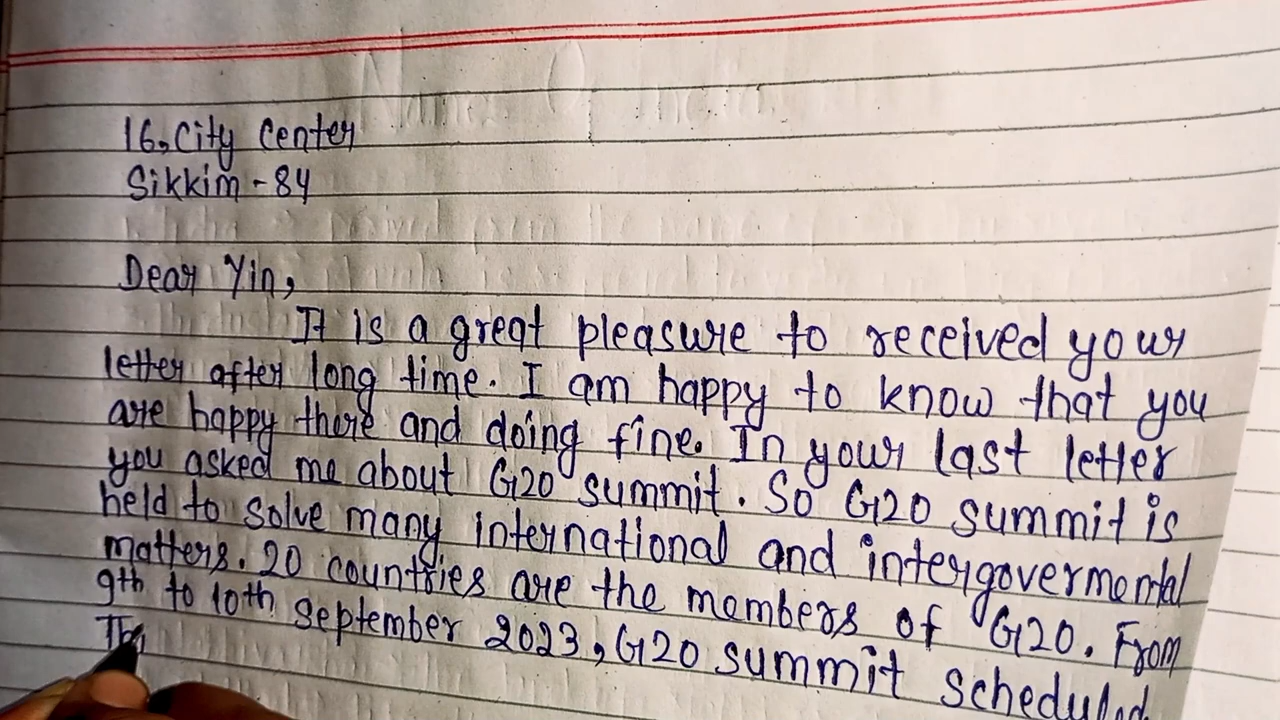 16, City Center
Sikkim - 84
Dear Yin,
It is a great pleasure to received your
letter after long time. I am happy to know that you
are happy there and doing fine. In your last letter
you asked me about G20 summit. So G20 summit is
held to solve many international and intergovermental
matters. 20 countries are the members of G20. From
9th to 10th September 2023, G20 summit scheduled